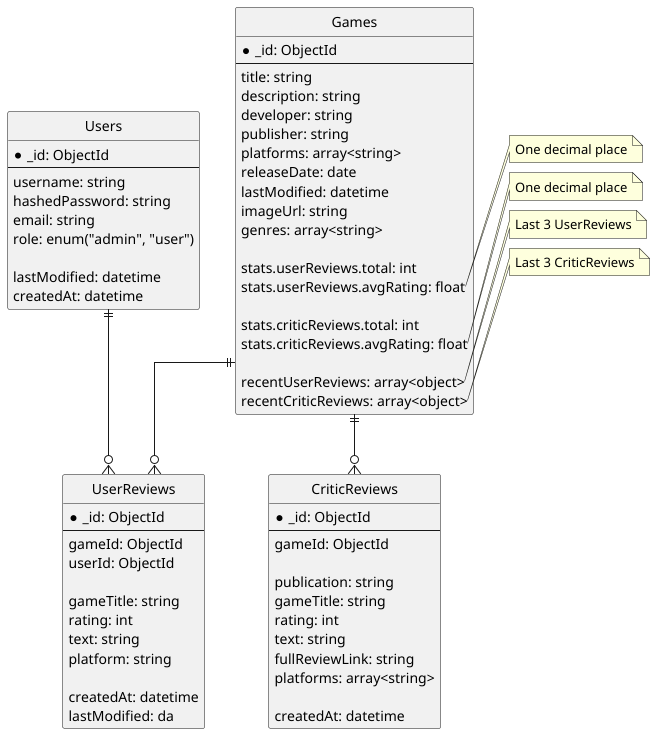 Games
_id: ObjectId
title: string
description: string
developer: string
publisher: string
platforms: array<string>
releaseDate: date
lastModified: datetime
imageUrl: string
genres: array<string>
stats.userReviews.total: int
stats.userReviews.avgRating: float
stats.criticReviews.total: int
stats.criticReviews.avgRating: float
recentUserReviews: array<object>
recentCriticReviews: array<object>
Users
_id: ObjectId
username: string
hashedPassword: string
email: string
role: enum("admin", "user")
lastModified: datetime
createdAt: datetime
One decimal place
One decimal place
Last 3 UserReviews
Last 3 CriticReviews
UserReviews
_id: ObjectId
gameId: ObjectId
userId: ObjectId
gameTitle: string
rating: int
text: string
platform: string
createdAt: datetime
lastModified: da
CriticReviews
_id: ObjectId
gameId: ObjectId
publication: string
gameTitle: string
rating: int
text: string
fullReviewLink: string
platforms: array<string>
createdAt: datetime